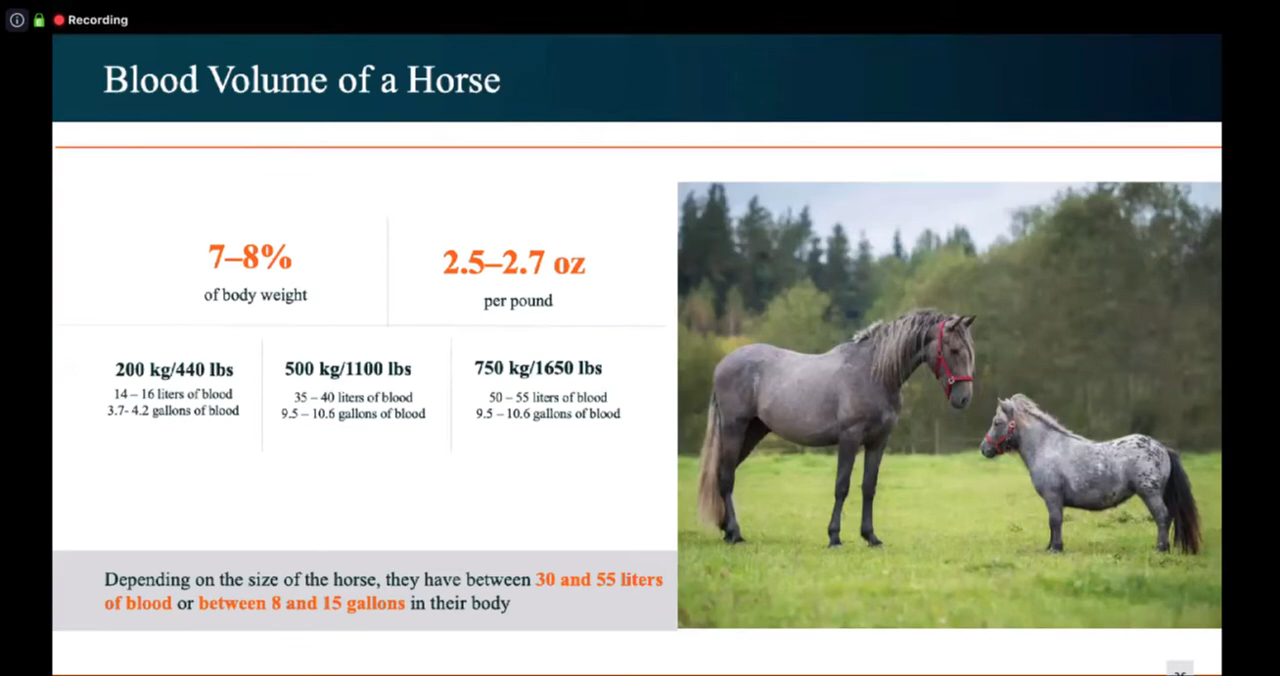 Recording
Blood Volume of a Horse
7–8%
of body weight
2.5–2.7 oz
per pound
200 kg/440 lbs
14 – 16 liters of blood
3.7- 4.2 gallons of blood
500 kg/1100 lbs
35 – 40 liters of blood
9.5 – 10.6 gallons of blood
750 kg/1650 lbs
50 – 55 liters of blood
9.5 – 10.6 gallons of blood
Depending on the size of the horse, they have between 30 and 55 liters
of blood or between 8 and 15 gallons in their body